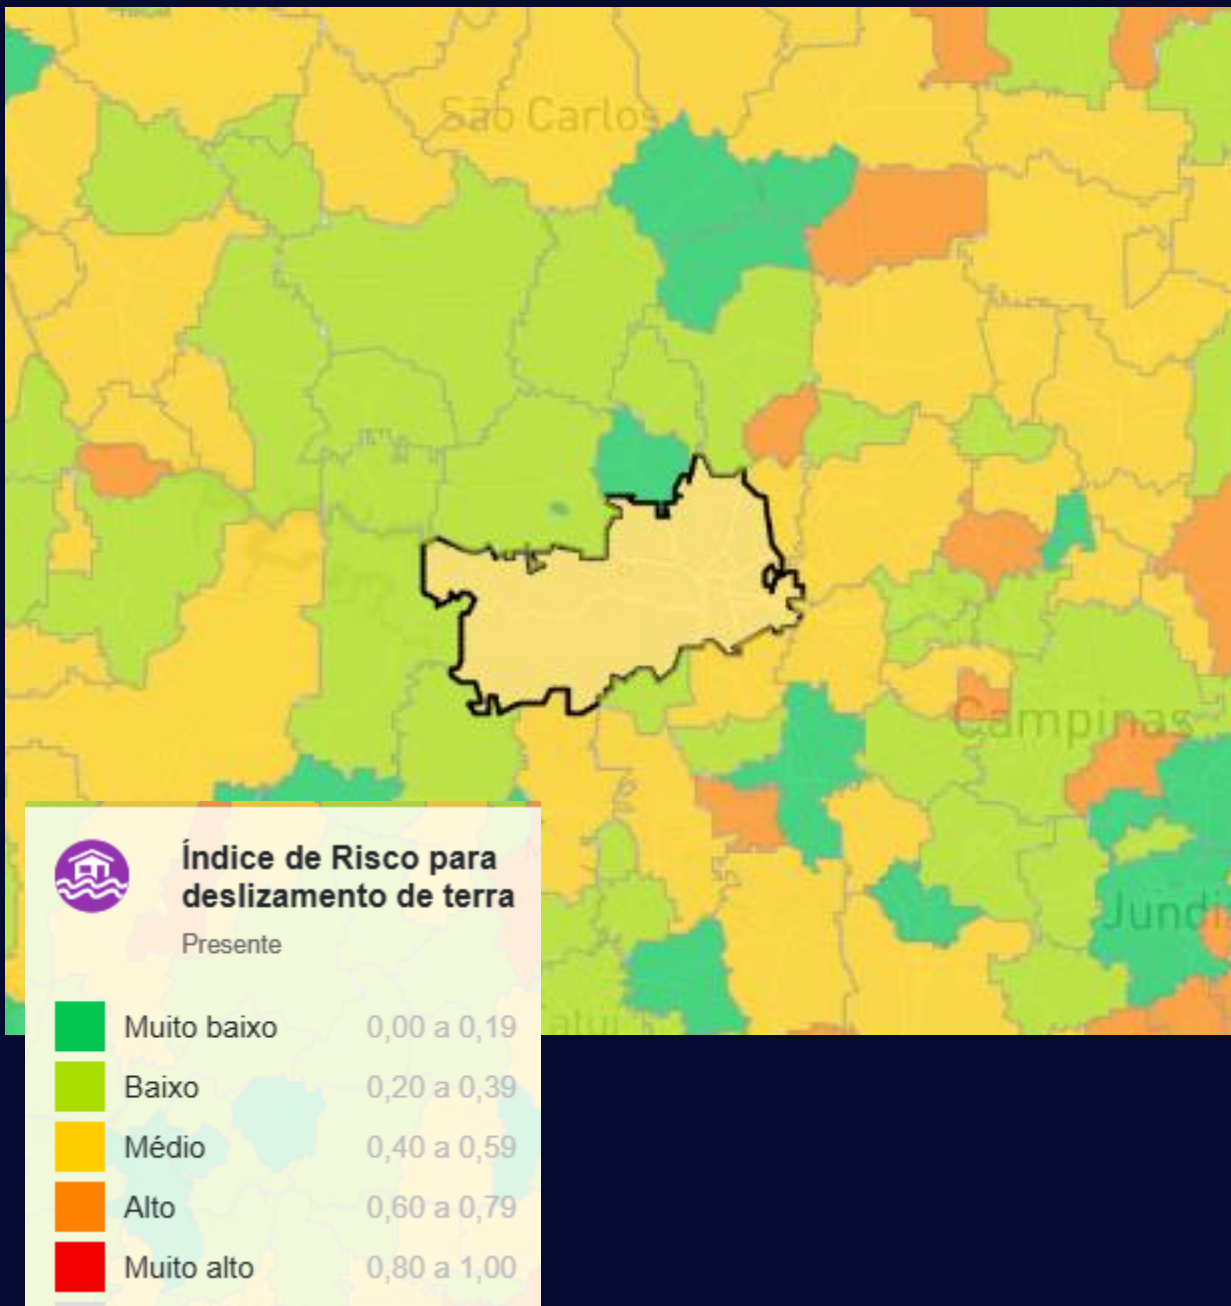 São Carlos
Campinas
Jundi
Índice de Risco para
deslizamento de terra
Presente
Muito baixo 0,00 a 0,19
Baixo 0,20 a 0,39
Médio 0,40 a 0,59
Alto 0,60 a 0,79
Muito alto 0,80 a 1,00